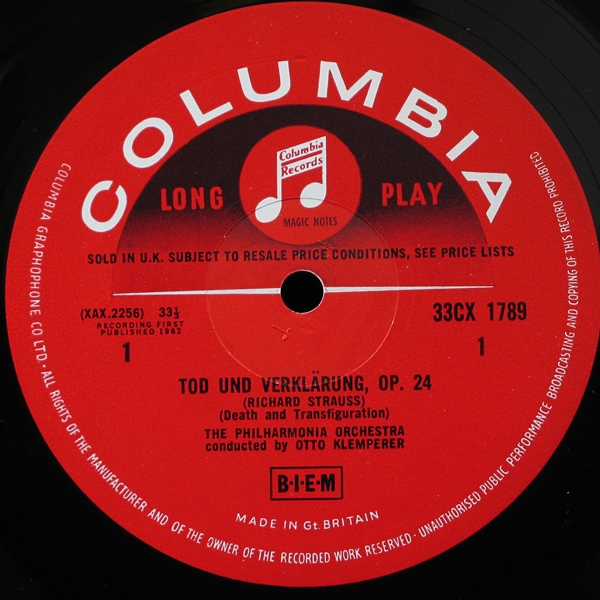 COLUMBIA
Columbia
Records
LONG PLAY
MAGIC NOTES
SOLD IN U.K. SUBJECT TO RESALE PRICE CONDITIONS, SEE PRICE LISTS
(XAX.2256) 33⅓
33CX 1789
RECORDING FIRST
PUBLISHED 1962
1
1
TOD UND VERKLÄRUNG, OP. 24
(RICHARD STRAUSS)
(Death and Transfiguration)
THE PHILHARMONIA ORCHESTRA
conducted by OTTO KLEMPERER
B·I·E·M
MADE IN Gt. BRITAIN
COLUMBIA GRAPHOPHONE CO LTD · ALL RIGHTS OF THE MANUFACTURER AND OF THE OWNER OF THE RECORDED WORK RESERVED · UNAUTHORISED PUBLIC PERFORMANCE BROADCASTING AND COPYING OF THIS RECORD PROHIBITED